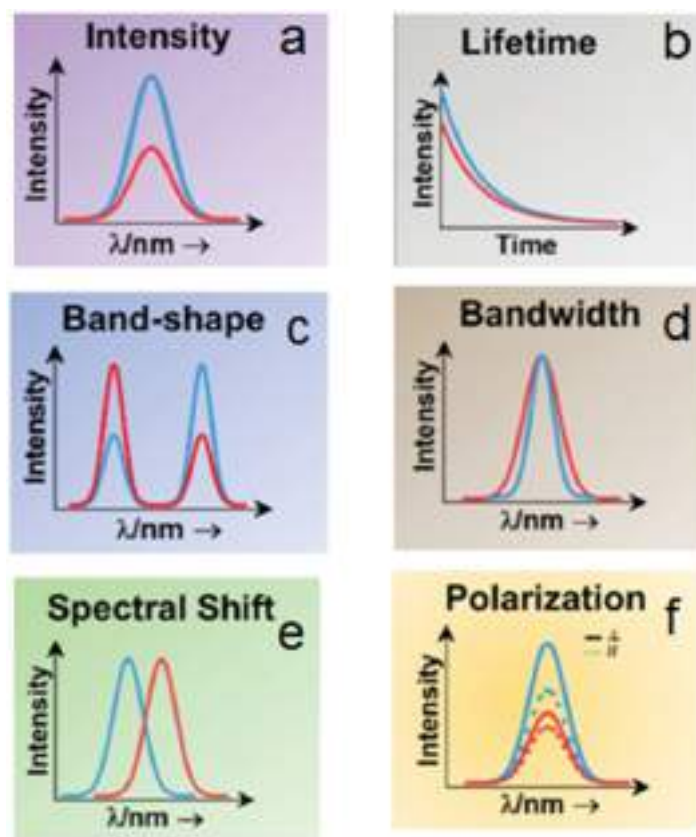 Intensity a
Intensity
λ/nm →
Lifetime b
Intensity
Time
Band-shape c
Intensity
λ/nm →
Bandwidth d
Intensity
λ/nm →
Spectral Shift e
Intensity
λ/nm →
Polarization f
Intensity
λ/nm →